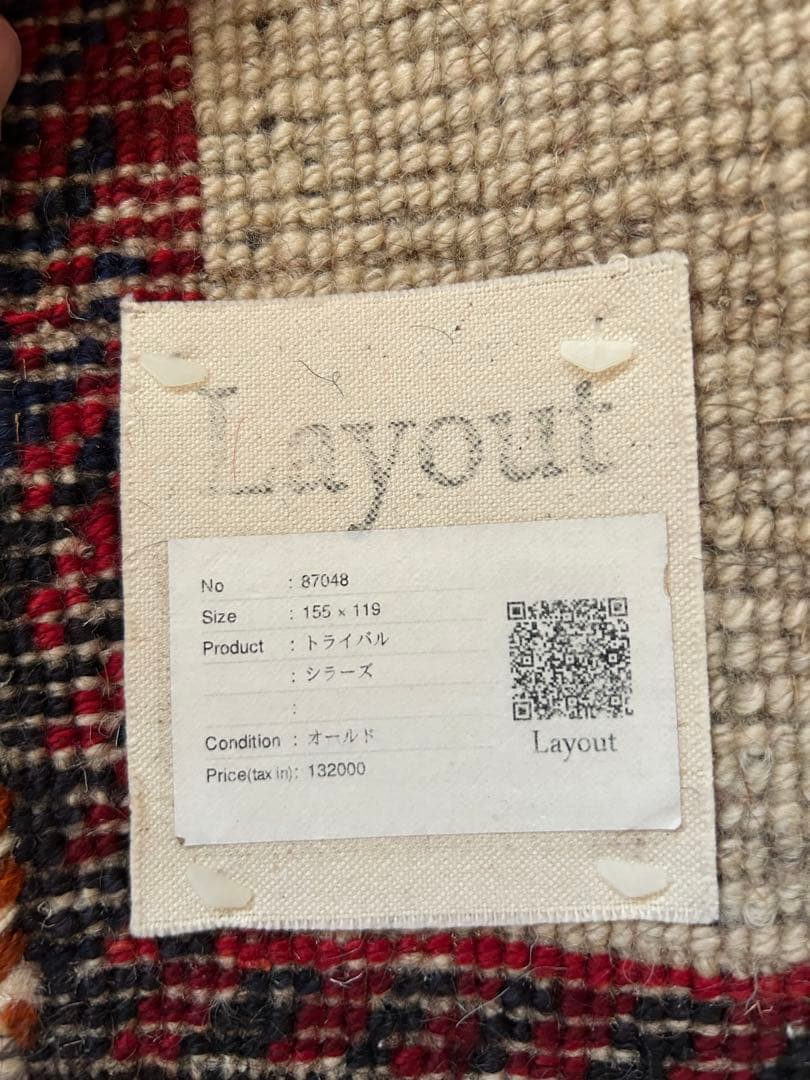 Layout
No : 87048
Size : 155 × 119
Product : トライバル
: シラーズ
:
Condition : オールド
Price(tax in): 132000
Layout